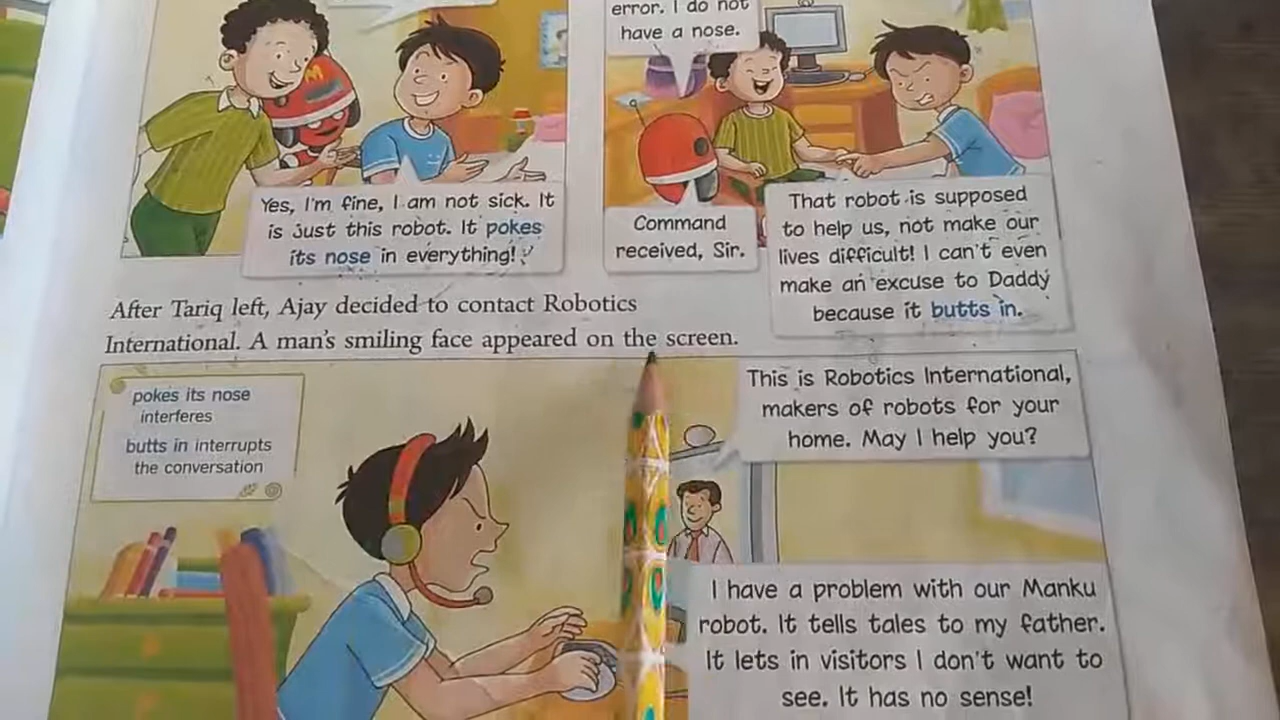 error. I do not
have a nose.
Yes, I'm fine, I am not sick. It
is just this robot. It pokes
its nose in everything!
Command
received, Sir.
That robot is supposed
to help us, not make our
lives difficult! I can't even
make an excuse to Daddy
because it butts in.
After Tariq left, Ajay decided to contact Robotics
International. A man's smiling face appeared on the screen.
pokes its nose
interferes
butts in interrupts
the conversation
This is Robotics International,
makers of robots for your
home. May I help you?
I have a problem with our Manku
robot. It tells tales to my father.
It lets in visitors I don't want to
see. It has no sense!
M